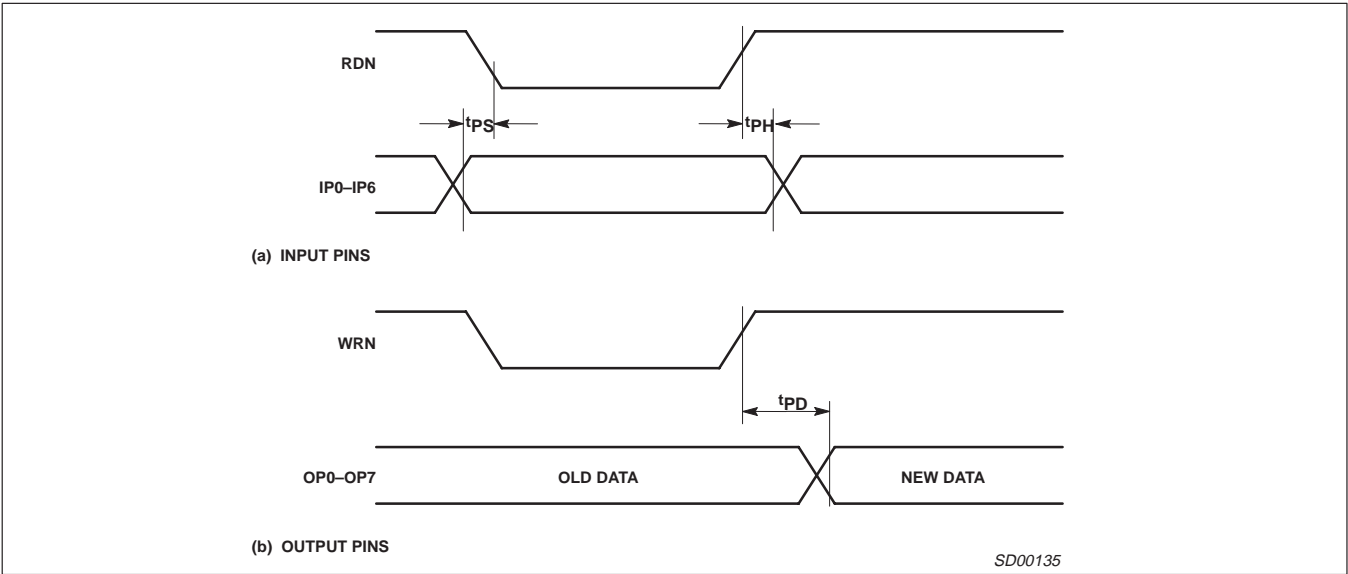 RDN
tPS
tPH
IP0–IP6
(a) INPUT PINS
WRN
tPD
OP0–OP7
OLD DATA
NEW DATA
(b) OUTPUT PINS
SD00135